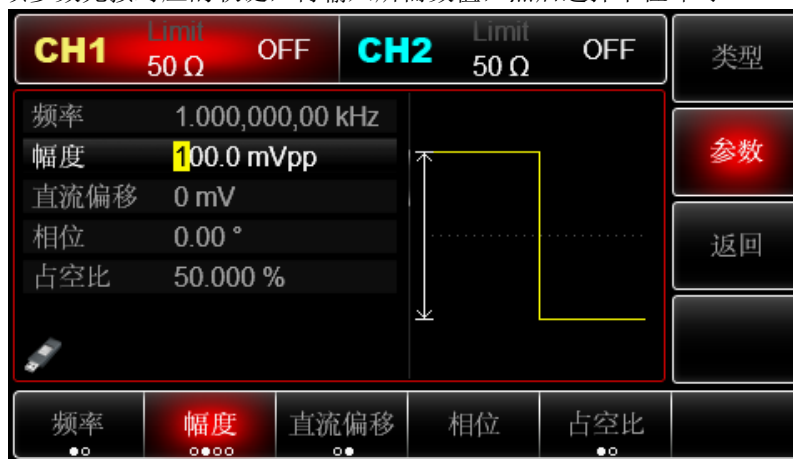 CH1 Limit 50 Ω OFF CH2 Limit 50 Ω OFF
类型
频率 1.000,000,00 kHz
幅度 100.0 mVpp
参数
直流偏移 0 mV
相位 0.00 °
返回
占空比 50.000 %
频率 幅度 直流偏移 相位 占空比